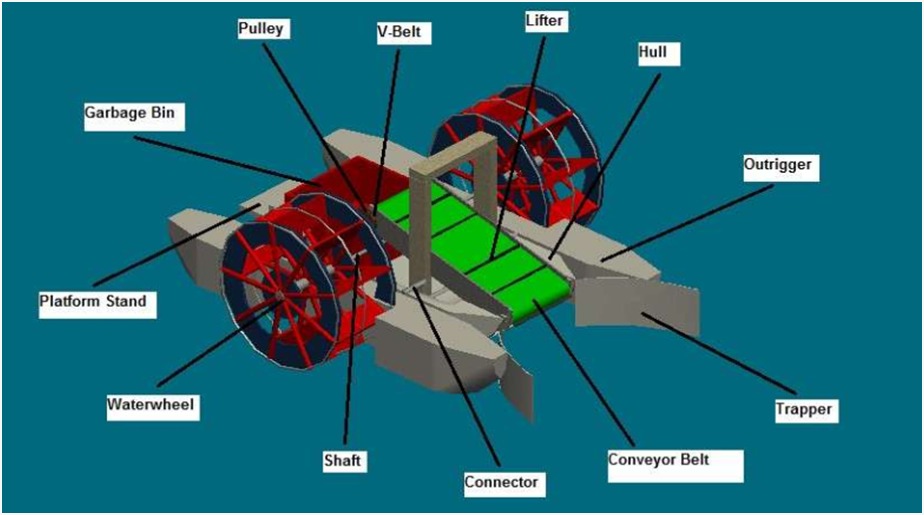 Lifter
Pulley
V-Belt
Hull
Garbage Bin
Outrigger
Platform Stand
Waterwheel
Trapper
Shaft
Conveyor Belt
Connector